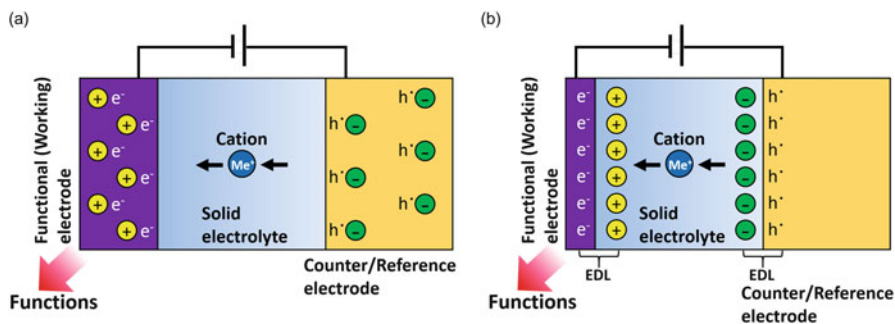 (a)
Functional (Working)
electrode
+ e⁻
+ e⁻
+ e⁻
+ e⁻
+ e⁻
+ e⁻
Cation
Me⁺
Solid
electrolyte
h˙ -
h˙ -
h˙ -
h˙ -
h˙ -
h˙ -
Counter/Reference
electrode
Functions
(b)
Functional (Working)
electrode
e⁻ +
e⁻ +
e⁻ +
e⁻ +
e⁻ +
e⁻ +
Cation
Me⁺
Solid
electrolyte
- h˙
- h˙
- h˙
- h˙
- h˙
- h˙
EDL
EDL
Counter/Reference
electrode
Functions